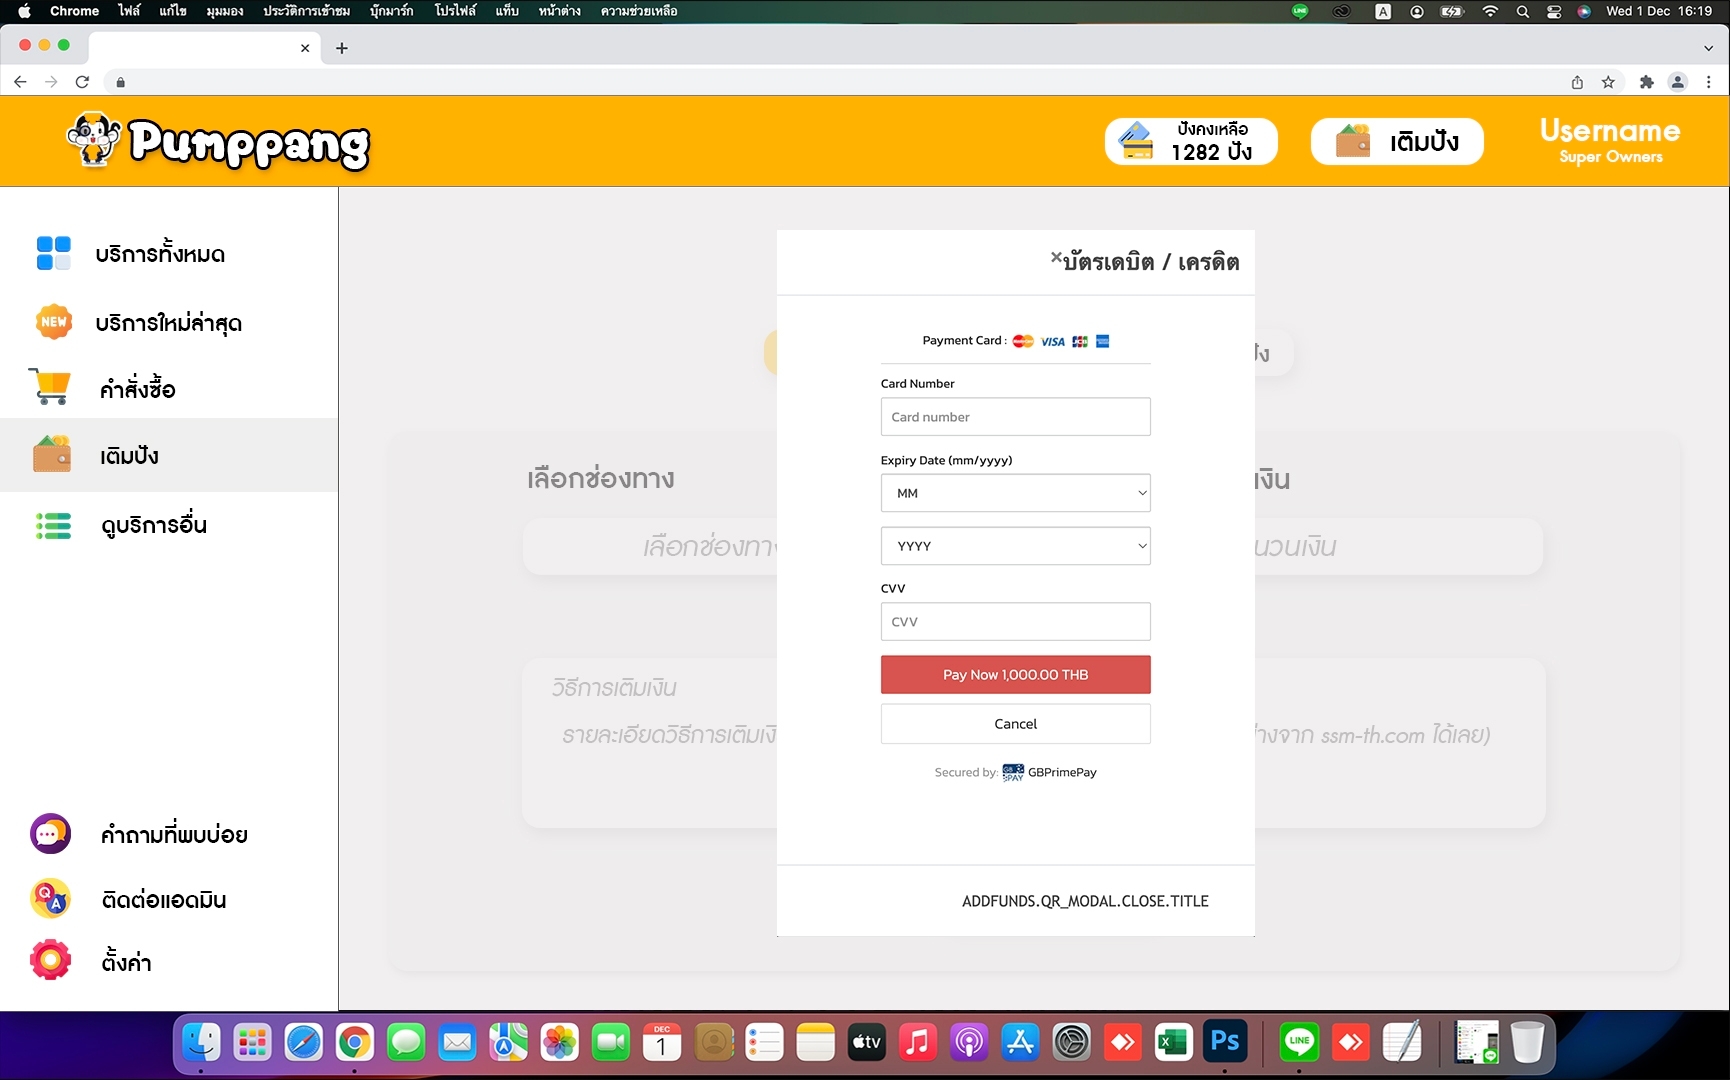 Chrome ไฟล์ แก้ไข มุมมอง ประวัติการเข้าชม บุ๊กมาร์ก โปรไฟล์ แท็บ หน้าต่าง ความช่วยเหลือ
A Wed 1 Dec 16:19
Pumppang
ปังคงเหลือ
1282 ปัง
เติมปัง
Username
Super Owners
บริการทั้งหมด
NEW บริการใหม่ล่าสุด
คำสั่งซื้อ
เติมปัง
ดูบริการอื่น
คำถามที่พบบ่อย
Q A ติดต่อแอดมิน
ตั้งค่า
×บัตรเดบิต / เครดิต
Payment Card : VISA JCB
Card Number
Card number
Expiry Date (mm/yyyy)
MM
YYYY
CVV
CVV
Pay Now 1,000.00 THB
Cancel
Secured by: GB PAY GBPrimePay
ADDFUNDS.QR_MODAL.CLOSE.TITLE
เลือกช่องทาง
เงิน
เลือกช่องทาง
นวนเงิน
วิธีการเติมเงิน
รายละเอียดวิธีการเติมเงิ
างจาก ssm-th.com ได้เลย)
DEC
1
tv
Ps
LINE